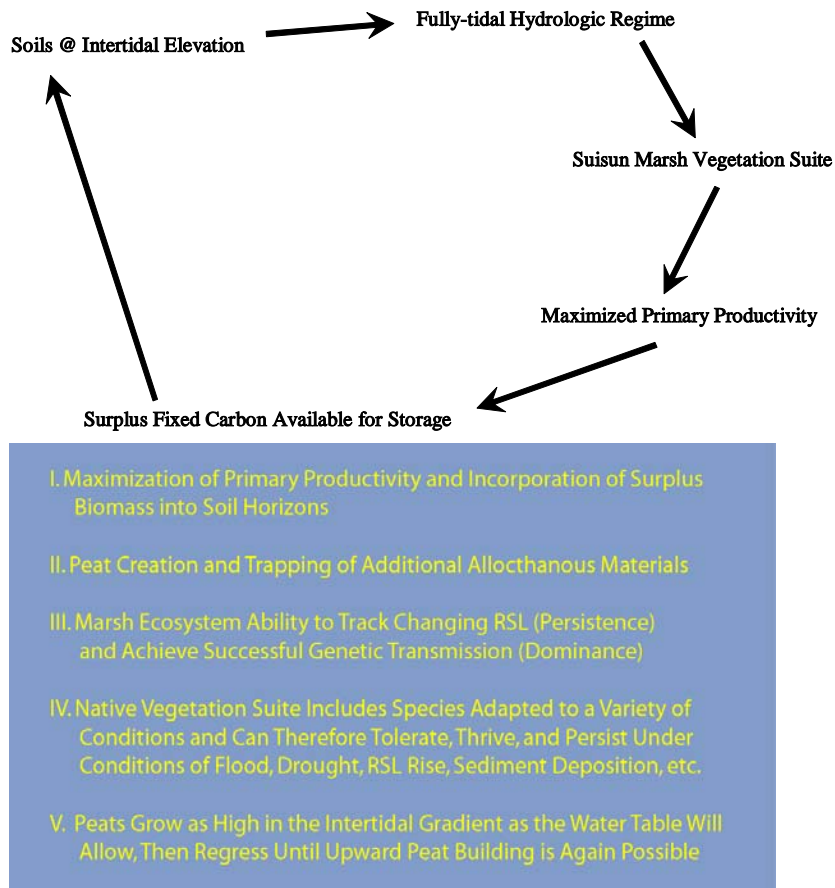 Fully-tidal Hydrologic Regime
Soils @ Intertidal Elevation
Suisun Marsh Vegetation Suite
Maximized Primary Productivity
Surplus Fixed Carbon Available for Storage
I. Maximization of Primary Productivity and Incorporation of Surplus
Biomass into Soil Horizons
II. Peat Creation and Trapping of Additional Allocthanous Materials
III. Marsh Ecosystem Ability to Track Changing RSL (Persistence)
and Achieve Successful Genetic Transmission (Dominance)
IV. Native Vegetation Suite Includes Species Adapted to a Variety of
Conditions and Can Therefore Tolerate, Thrive, and Persist Under
Conditions of Flood, Drought, RSL Rise, Sediment Deposition, etc.
V. Peats Grow as High in the Intertidal Gradient as the Water Table Will
Allow, Then Regress Until Upward Peat Building is Again Possible